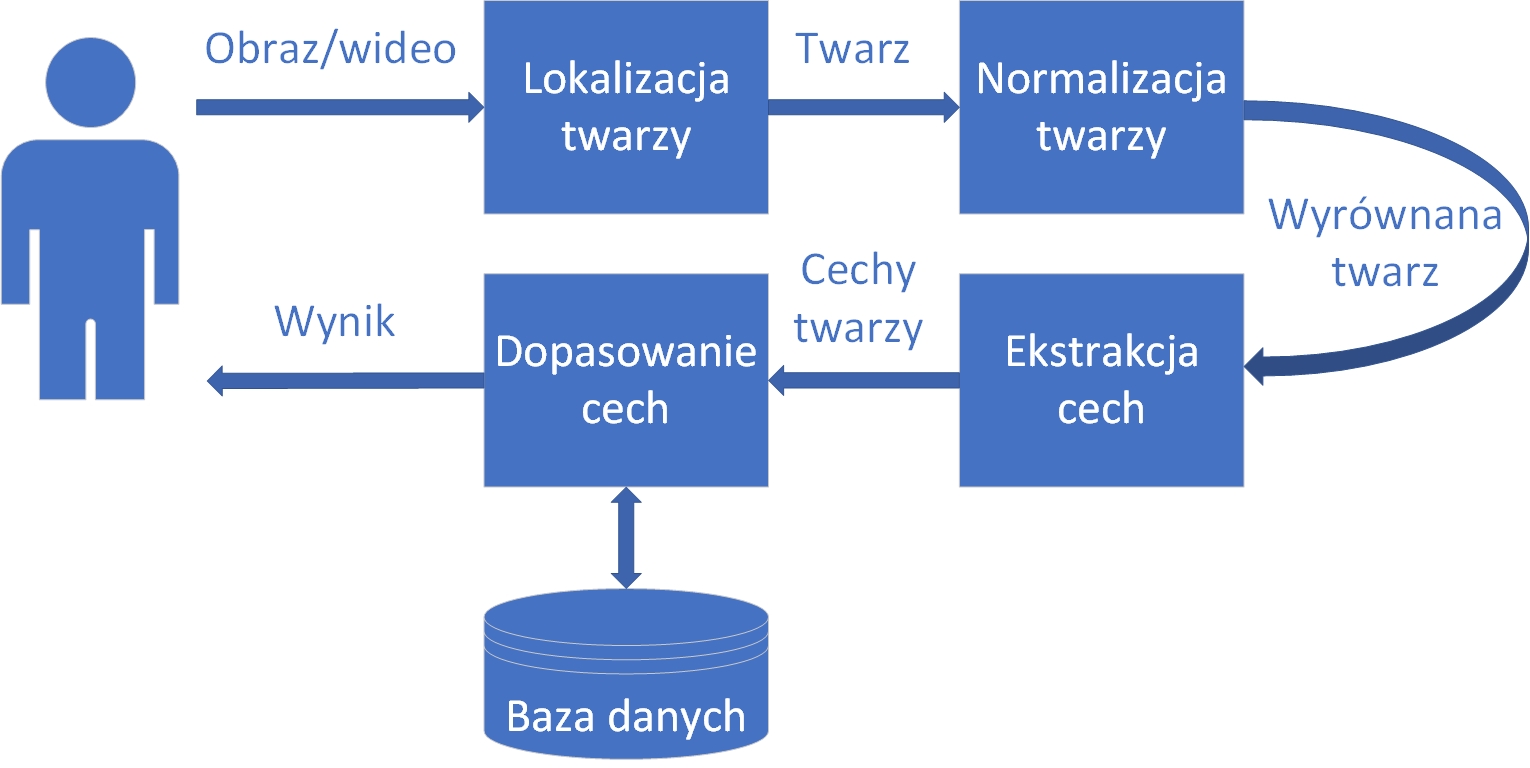 Obraz/wideo
Lokalizacja
twarzy
Twarz
Normalizacja
twarzy
Wyrównana
twarz
Ekstrakcja
cech
Cechy
twarzy
Dopasowanie
cech
Wynik
Baza danych